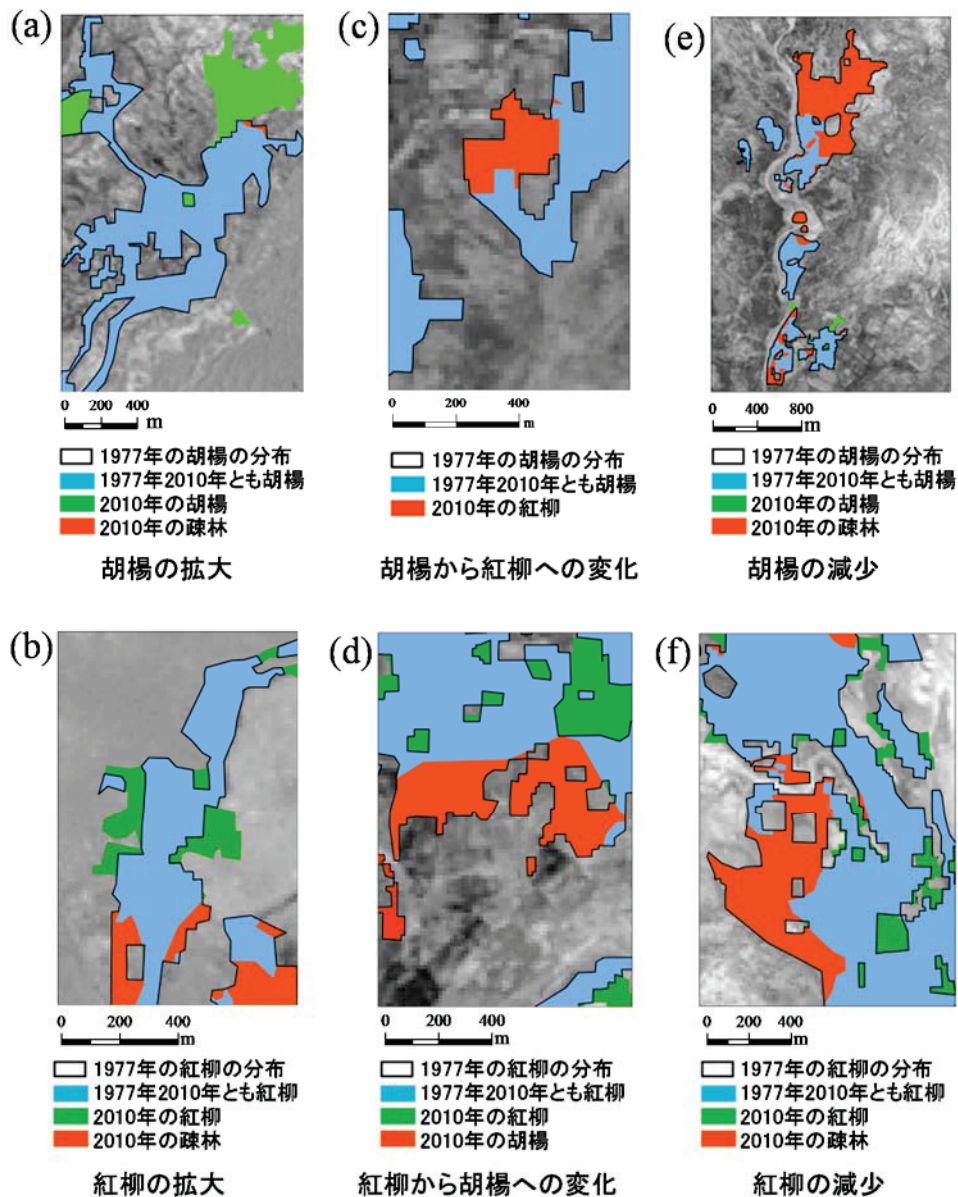 (a)
0 200 400 m
1977年の胡楊の分布
1977年2010年とも胡楊
2010年の胡楊
2010年の疎林
胡楊の拡大
(c)
0 200 400 m
1977年の胡楊の分布
1977年2010年とも胡楊
2010年の紅柳
胡楊から紅柳への変化
(e)
0 400 800 m
1977年の胡楊の分布
1977年2010年とも胡楊
2010年の胡楊
2010年の疎林
胡楊の減少
(b)
0 200 400 m
1977年の紅柳の分布
1977年2010年とも紅柳
2010年の紅柳
2010年の疎林
紅柳の拡大
(d)
0 200 400 m
1977年の紅柳の分布
1977年2010年とも紅柳
2010年の紅柳
2010年の胡楊
紅柳から胡楊への変化
(f)
0 200 400 m
1977年の紅柳の分布
1977年2010年とも紅柳
2010年の紅柳
2010年の疎林
紅柳の減少